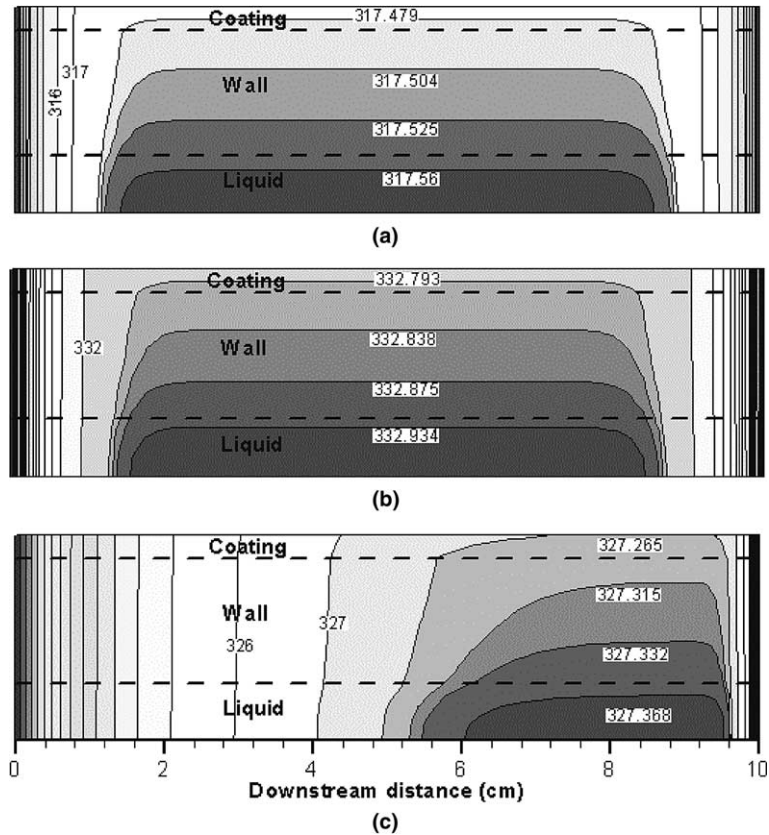 Coating 317.479
317
316
Wall 317.504
317.525
Liquid 317.56
(a)
Coating 332.793
332 Wall 332.838
332.875
Liquid 332.934
(b)
Coating 327.265
Wall 327.315
326 327
327.332
Liquid 327.368
0 2 4 6 8 10
Downstream distance (cm)
(c)